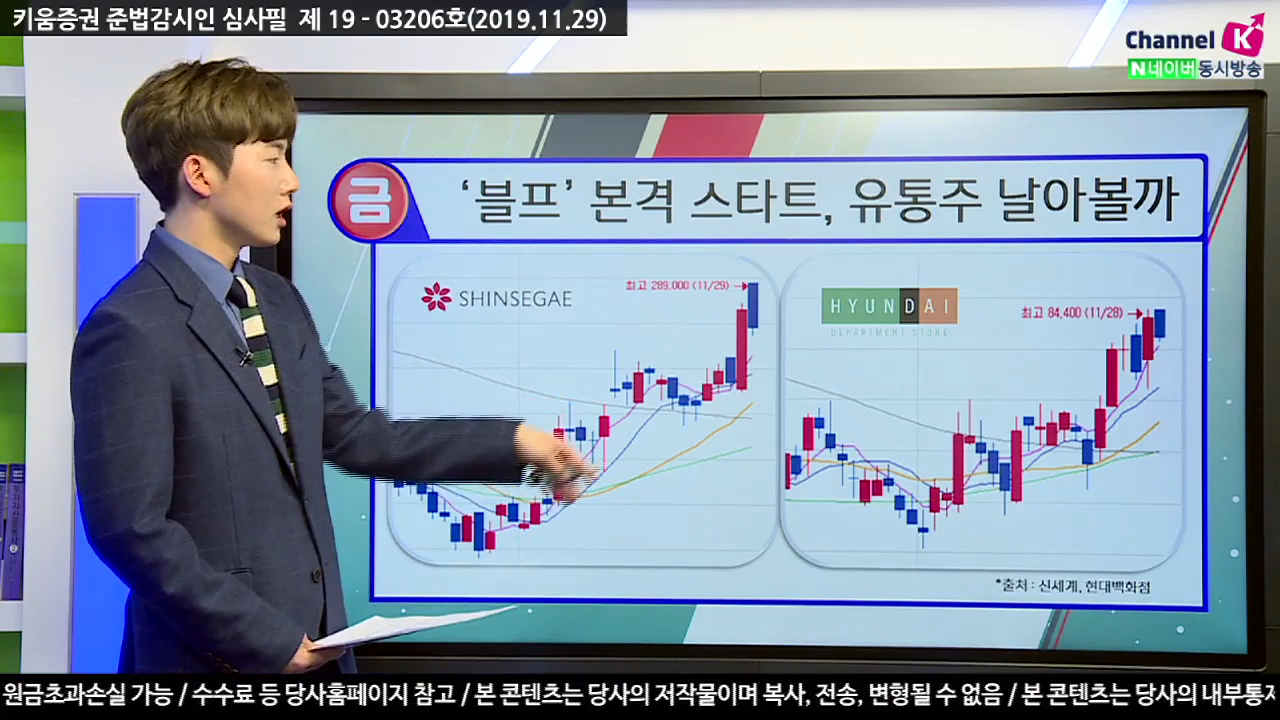 키움증권 준법감시인 심사필 제 19 - 03206호(2019.11.29)
Channel K
N 네이버 동시방송
금
‘블프’ 본격 스타트, 유통주 날아볼까
SHINSEGAE
최고 289,000 (11/29)
HYUNDAI
DEPARTMENT STORE
최고 84,400 (11/28)
*출처 : 신세계, 현대백화점
원금초과손실 가능 / 수수료 등 당사홈페이지 참고 / 본 콘텐츠는 당사의 저작물이며 복사, 전송, 변형될 수 없음 / 본 콘텐츠는 당사의 내부통제